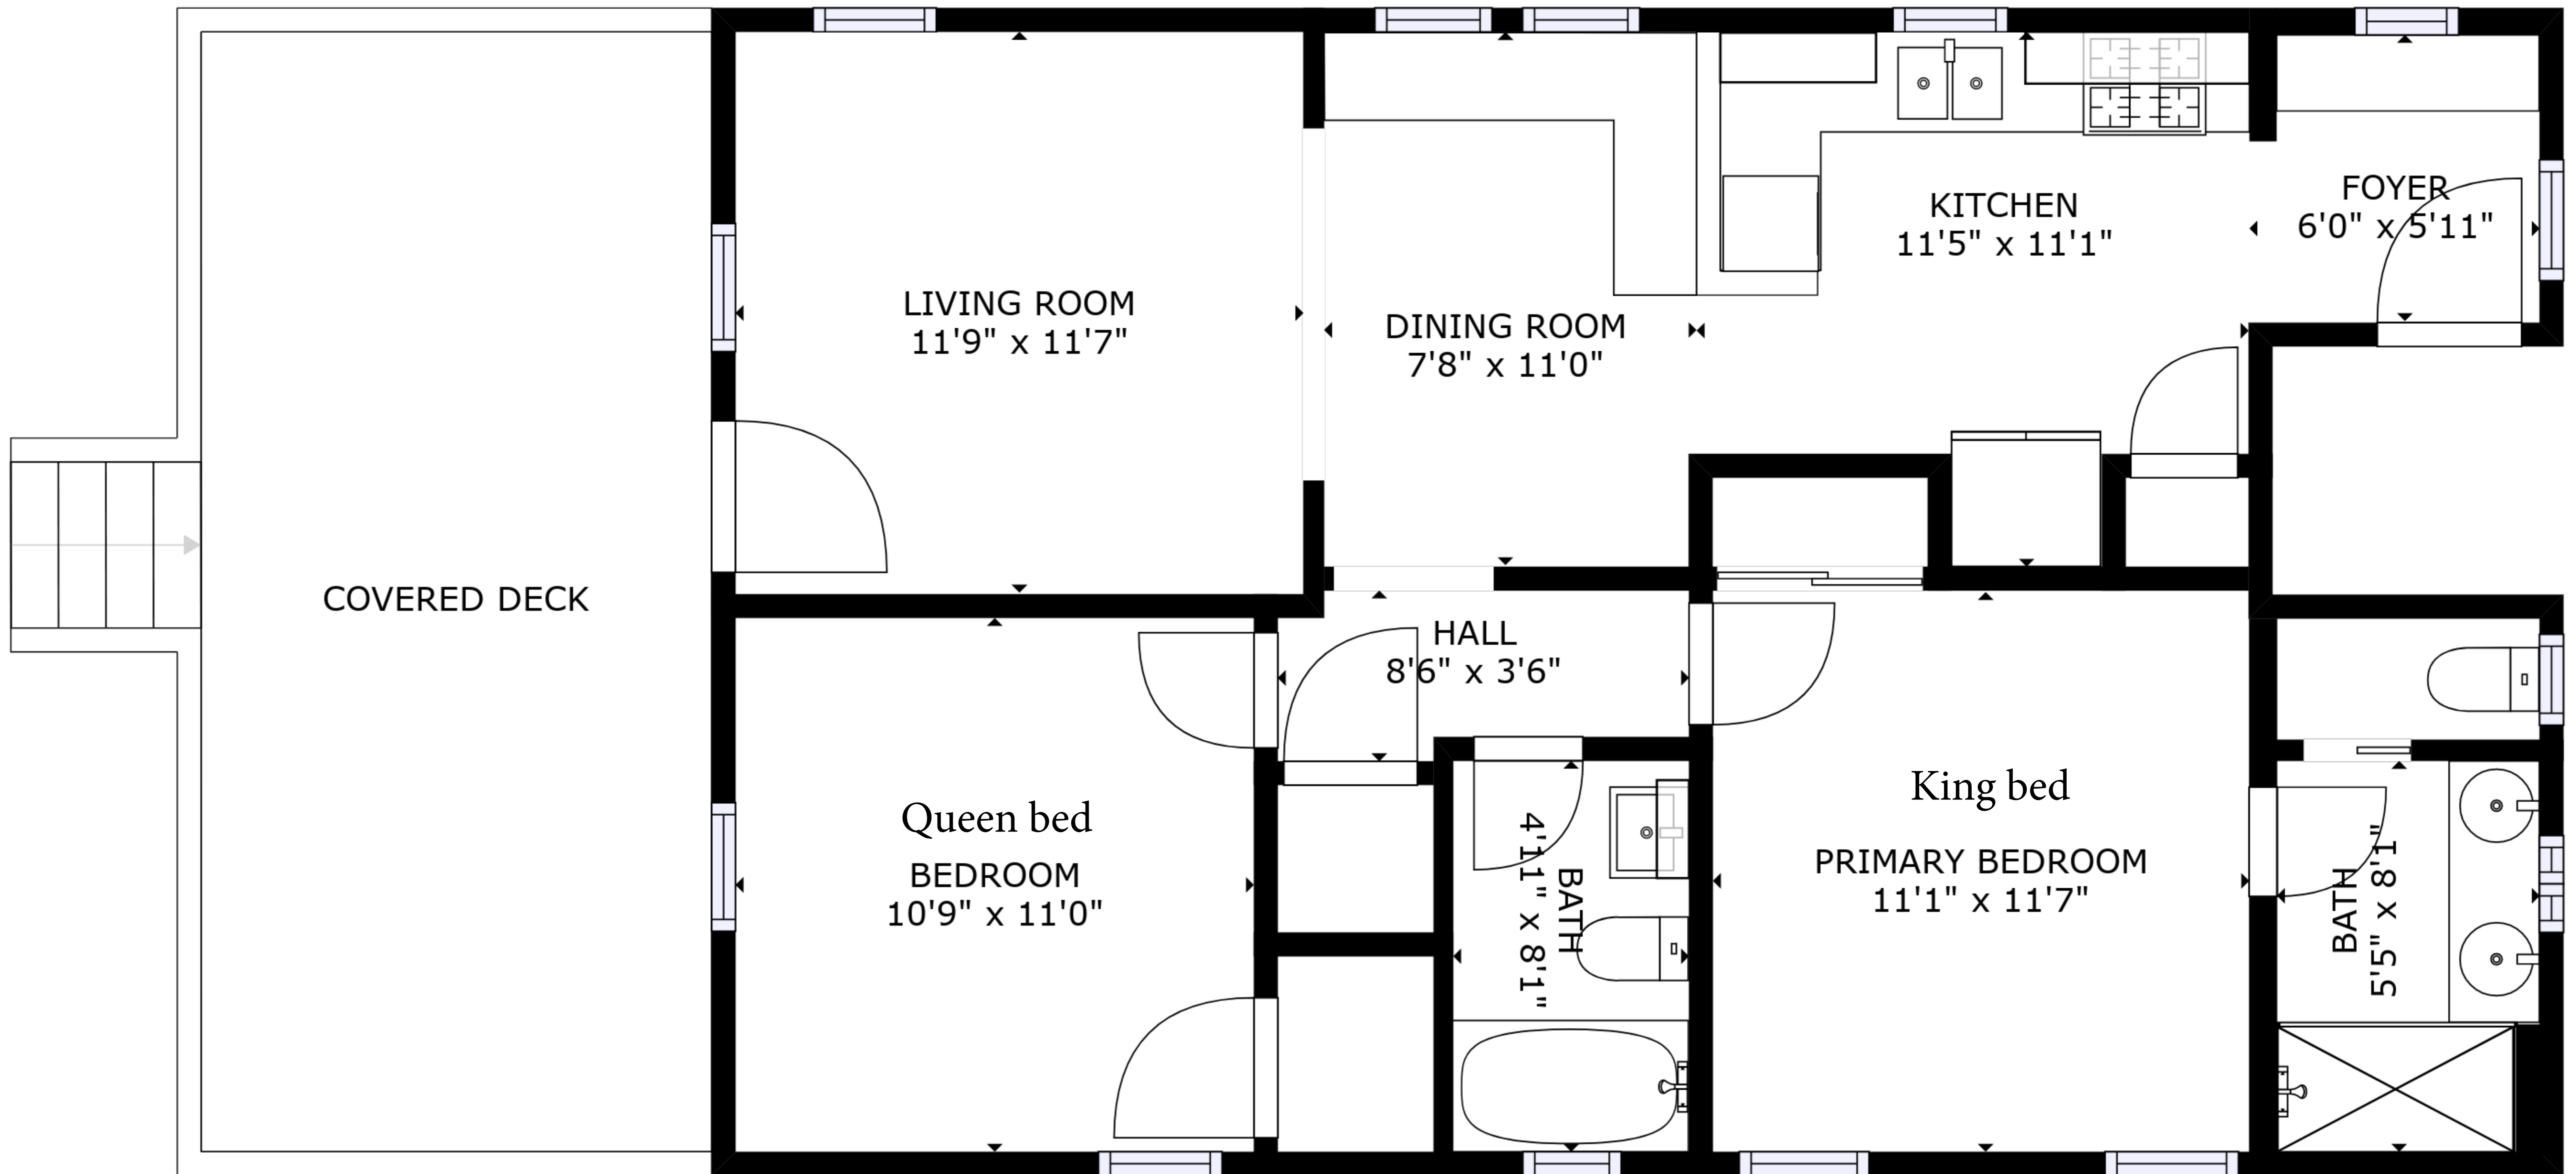 KITCHEN
11'5" x 11'1"
FOYER
6'0" x 5'11"
LIVING ROOM
11'9" x 11'7"
DINING ROOM
7'8" x 11'0"
COVERED DECK
HALL
8'6" x 3'6"
Queen bed
BEDROOM
10'9" x 11'0"
BATH
4'11" x 8'1"
King bed
PRIMARY BEDROOM
11'1" x 11'7"
BATH
5'5" x 8'1"